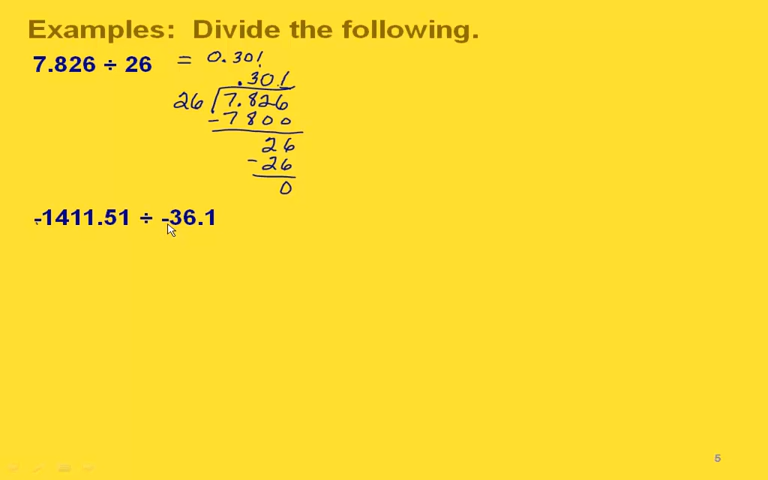 Examples: Divide the following.
7.826 ÷ 26 = 0.301
.301
26 7.826
-7800
26
-26
0
-1411.51 ÷ -36.1
5